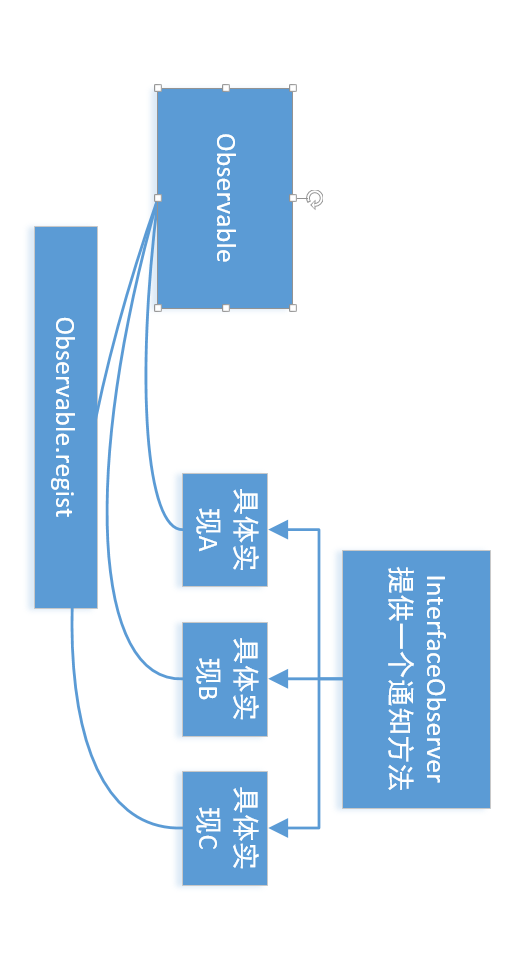 Observable
InterfaceObserver
提供一个通知方法
具体实
现A
具体实
现B
具体实
现C
Observable.regist